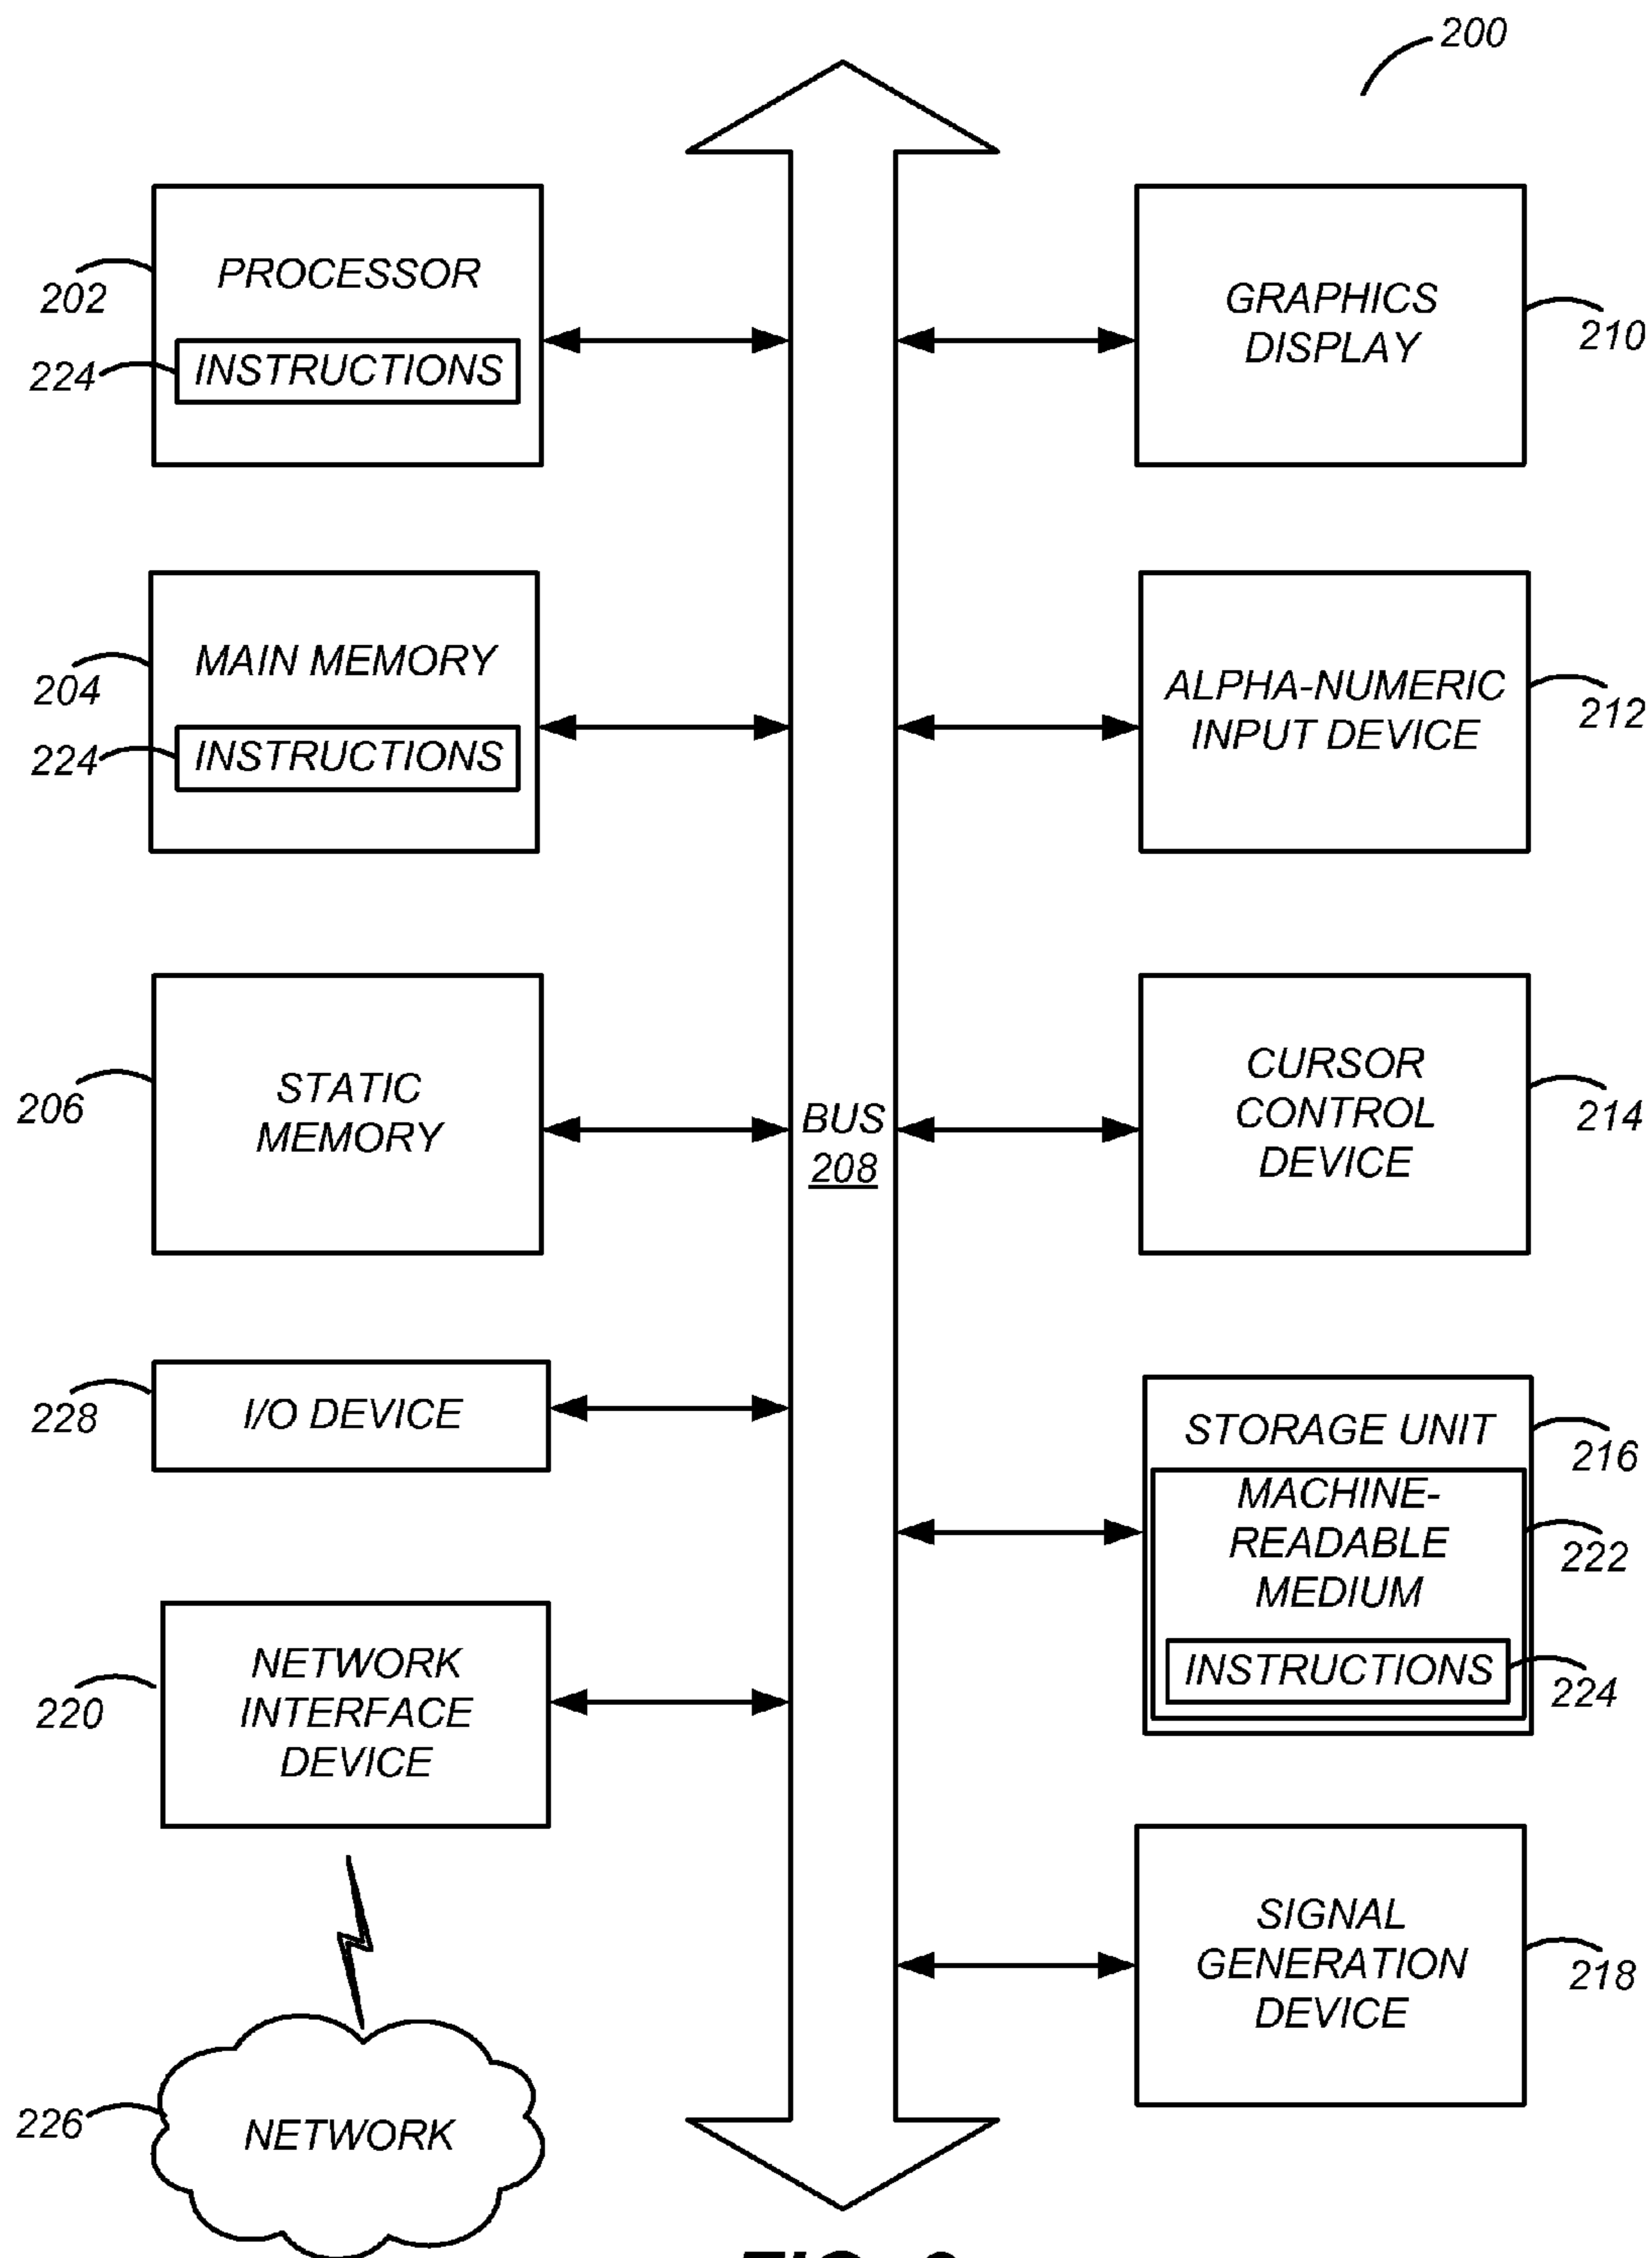 200
PROCESSOR
202
INSTRUCTIONS
224
GRAPHICS
DISPLAY
210
MAIN MEMORY
204
INSTRUCTIONS
224
ALPHA-NUMERIC
INPUT DEVICE
212
STATIC
MEMORY
206
BUS
208
CURSOR
CONTROL
DEVICE
214
I/O DEVICE
228
STORAGE UNIT
216
MACHINE-
READABLE
MEDIUM
222
INSTRUCTIONS
224
NETWORK
INTERFACE
DEVICE
220
SIGNAL
GENERATION
DEVICE
218
NETWORK
226
FIG.